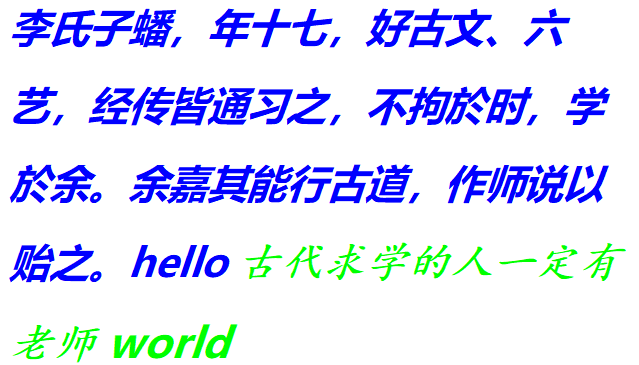 李氏子蟠，年十七，好古文、六
艺，经传皆通习之，不拘於时，学
於余。余嘉其能行古道，作师说以
贻之。hello 古代求学的人一定有
老师 world